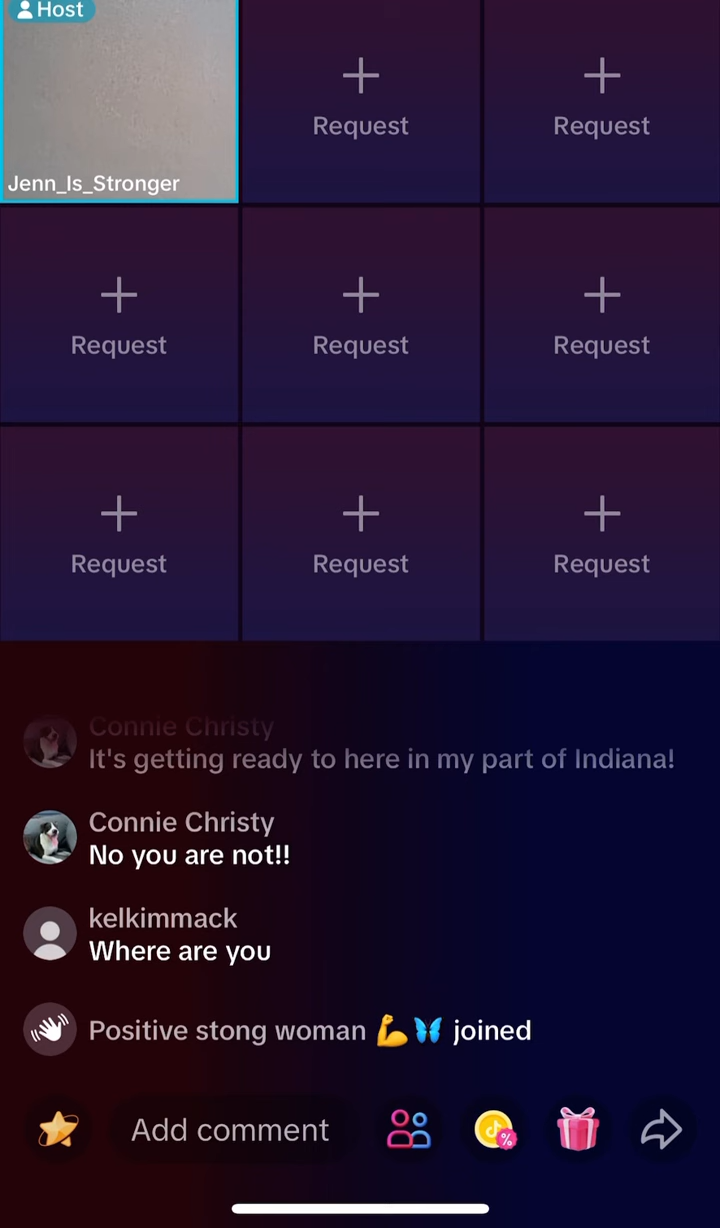 Host
Jenn_Is_Stronger
Request
Request
Request
Request
Request
Request
Request
Request
Connie Christy
It's getting ready to here in my part of Indiana!
Connie Christy
No you are not!!
kelkimmack
Where are you
Positive stong woman 💪🦋 joined
Add comment
%